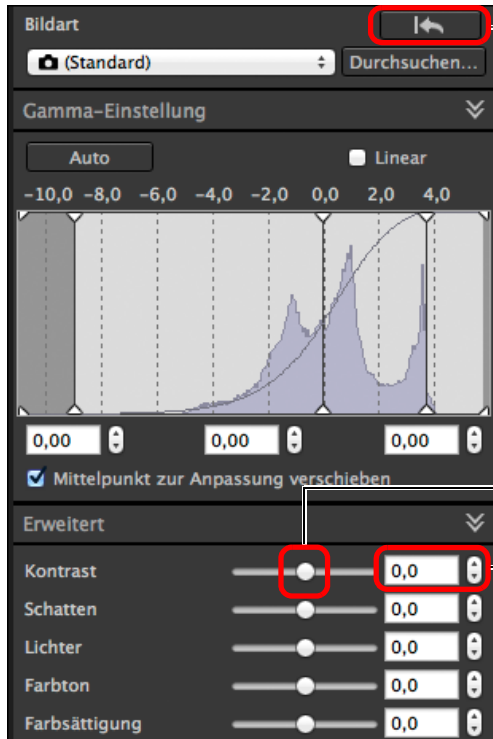 Bildart
(Standard) Durchsuchen...
Gamma-Einstellung
Auto Linear
-10,0 -8,0 -6,0 -4,0 -2,0 0,0 2,0 4,0
0,00 0,00 0,00
Mittelpunkt zur Anpassung verschieben
Erweitert
Kontrast 0,0
Schatten 0,0
Lichter 0,0
Farbton 0,0
Farbsättigung 0,0